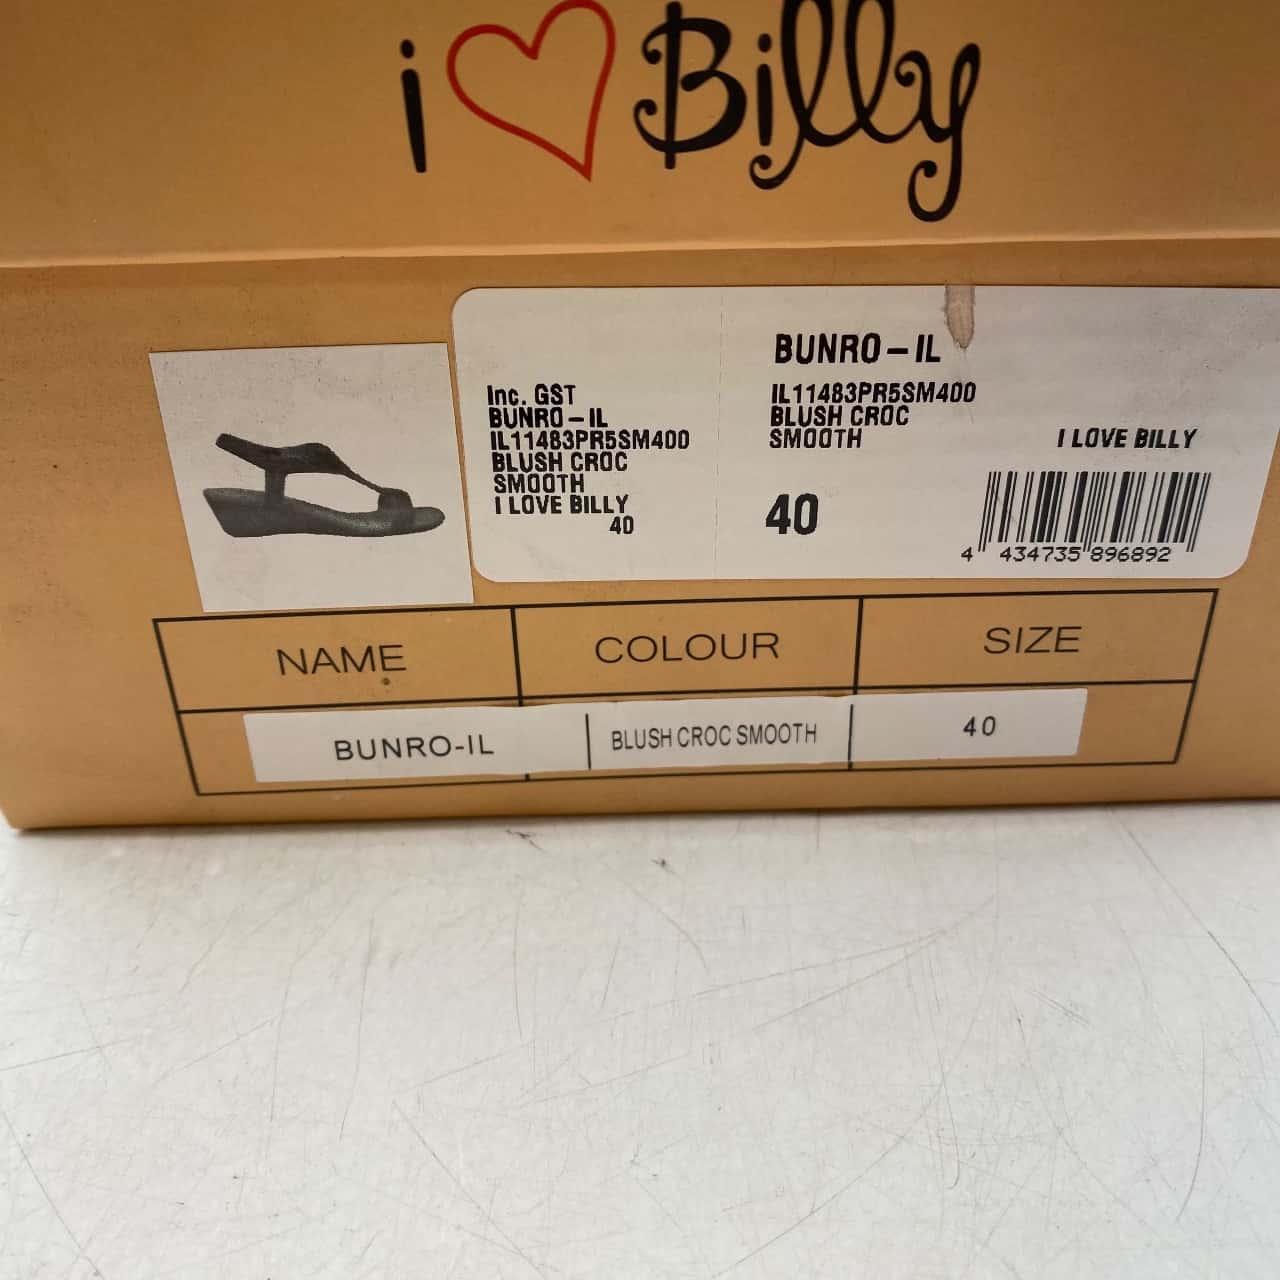 i Billy
Inc. GST
BUNRO-IL
IL11483PR5SM400
BLUSH CROC
SMOOTH
I LOVE BILLY
40
BUNRO-IL
IL11483PR5SM400
BLUSH CROC
SMOOTH
I LOVE BILLY
40
4 434735 896892
NAME COLOUR SIZE
BUNRO-IL BLUSH CROC SMOOTH 40